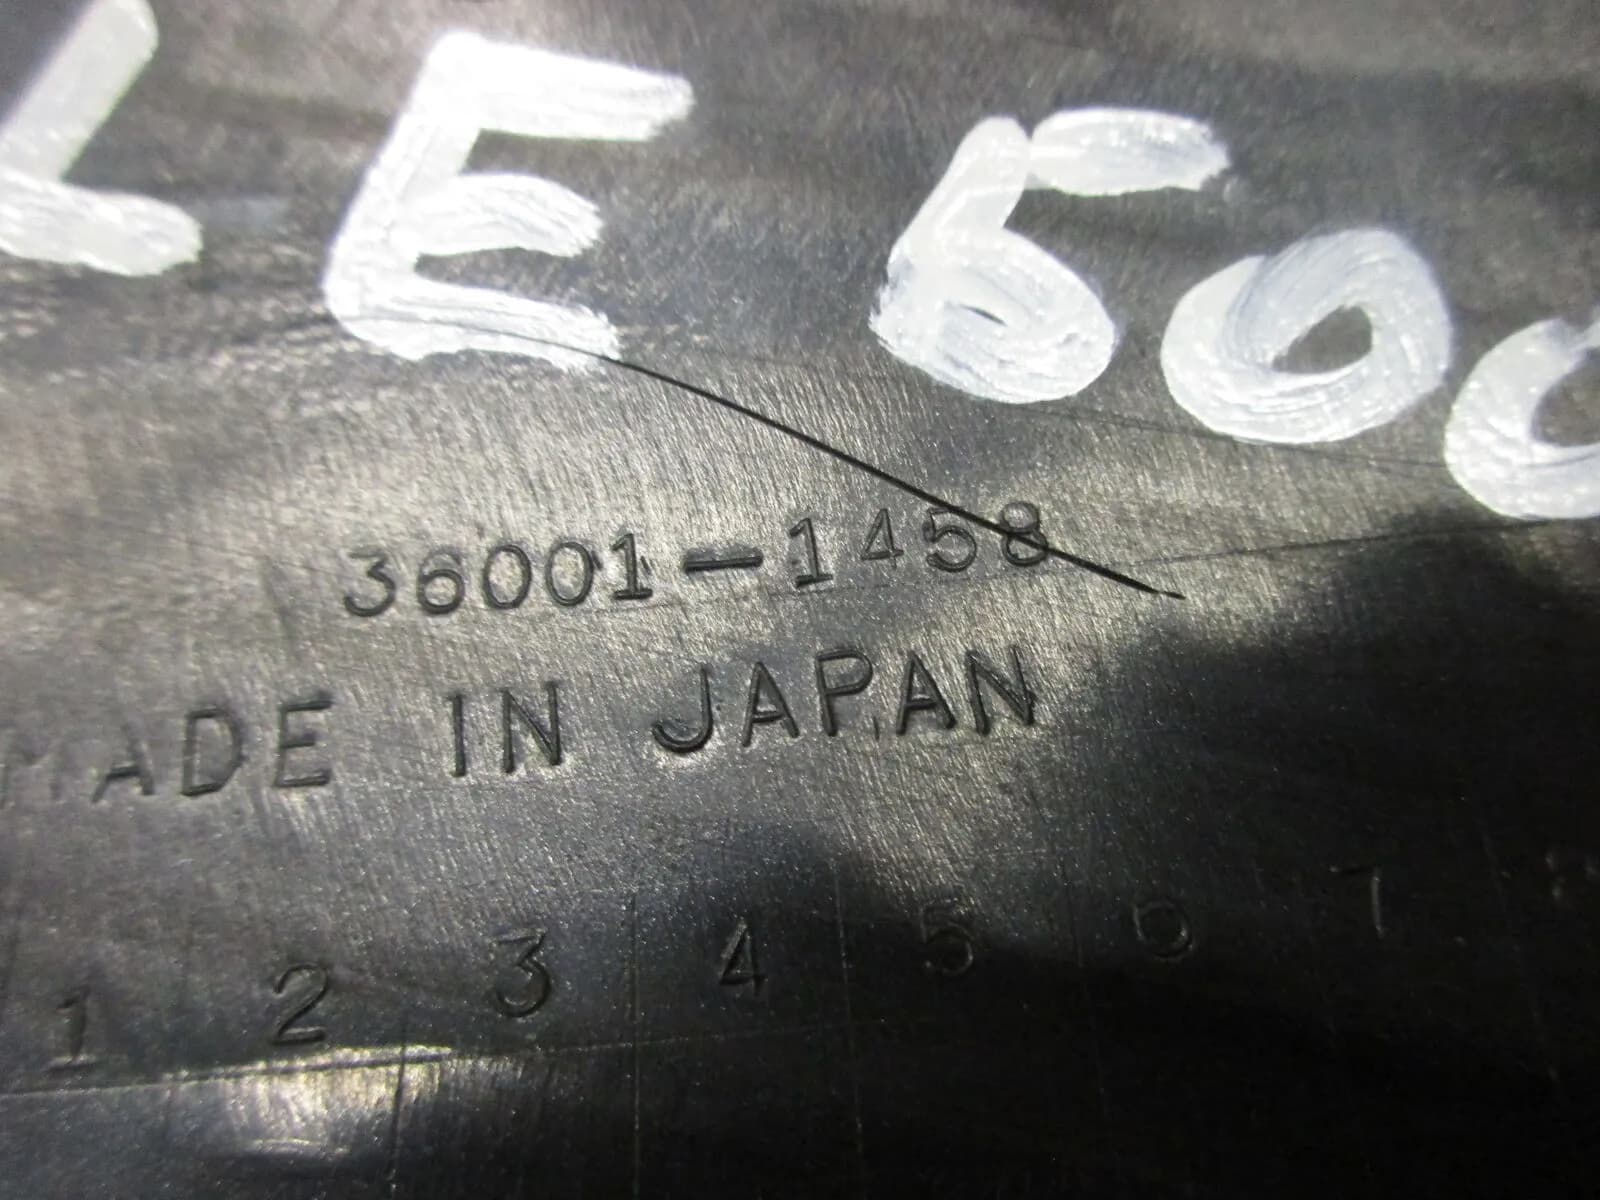 LE 600
36001-1458
MADE IN JAPAN
1 2 3 4 5 6 7